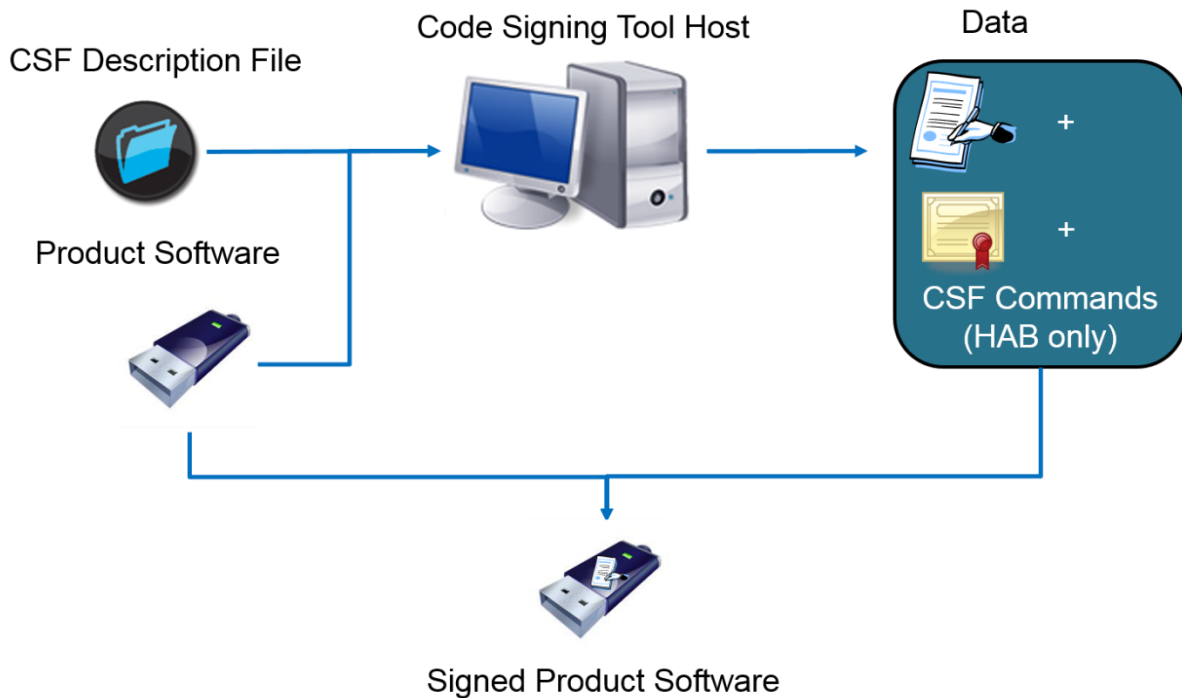 Code Signing Tool Host
Data
CSF Description File
+
Product Software
+
CSF Commands
(HAB only)
Signed Product Software